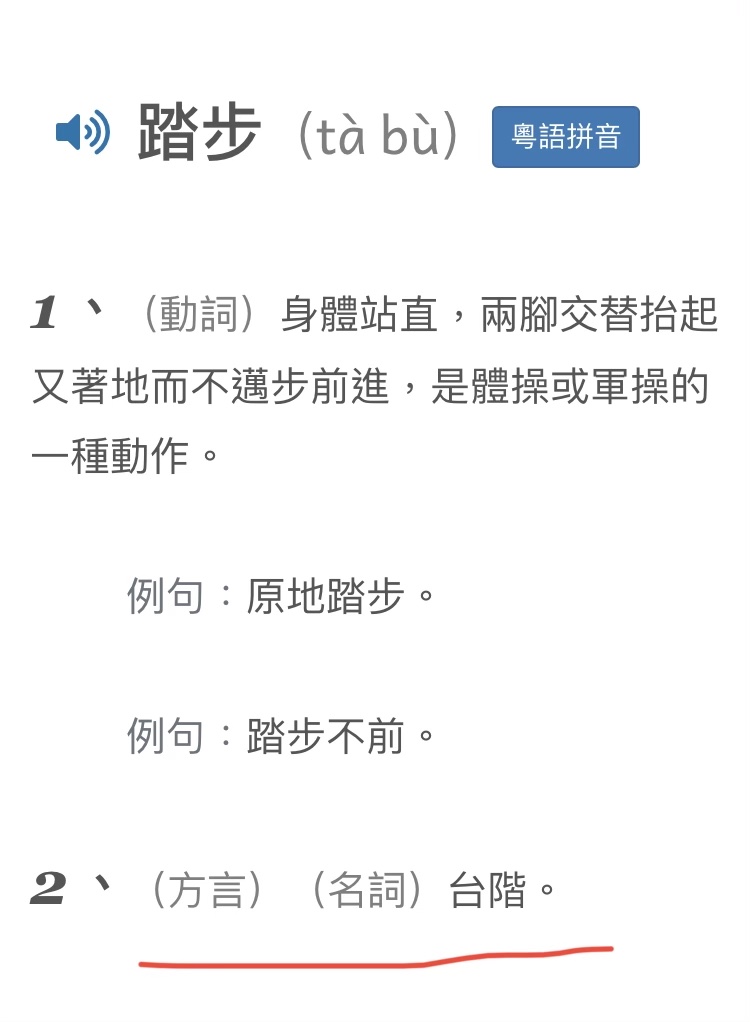 踏步（tà bù） 粵語拼音
1、（動詞）身體站直，兩腳交替抬起
又著地而不邁步前進，是體操或軍操的
一種動作。
例句：原地踏步。
例句：踏步不前。
2、（方言）（名詞）台階。